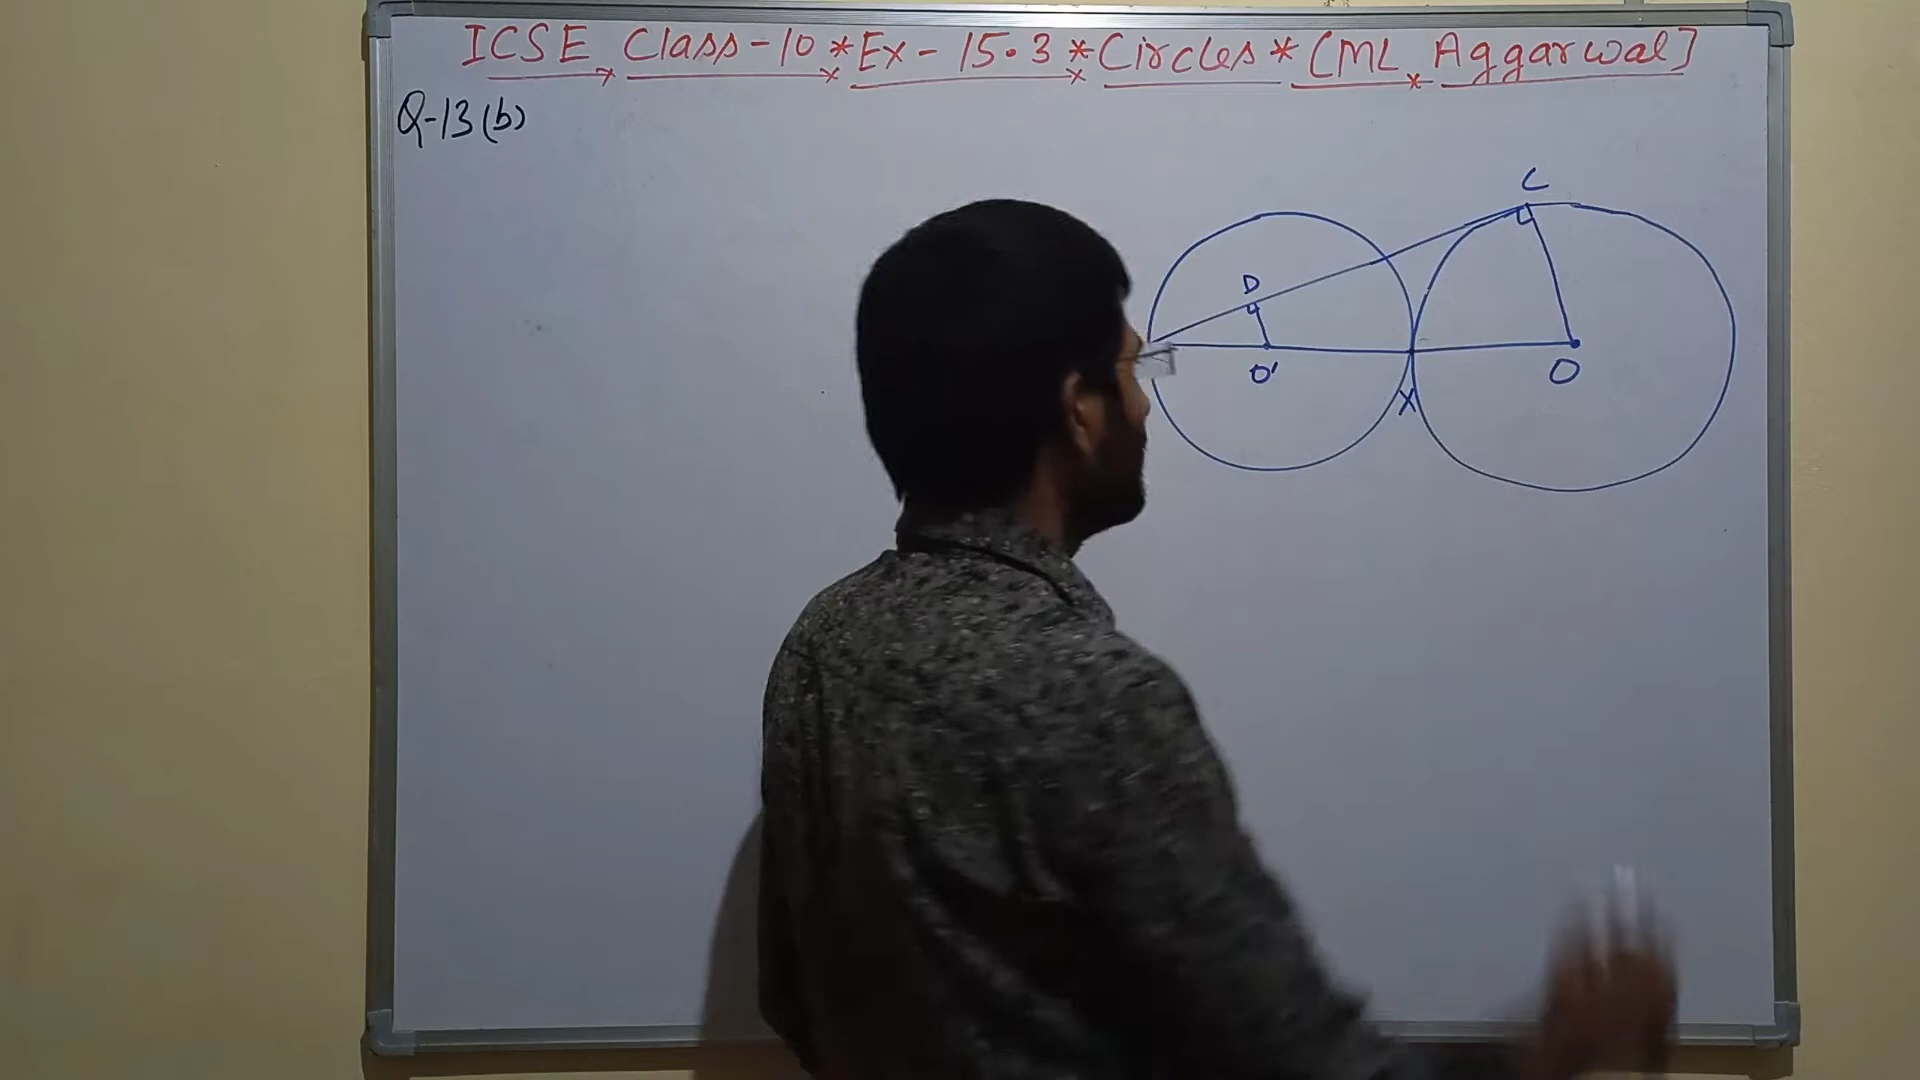 ICSE Class-10 * Ex-15.3 * Circles * [ML Aggarwal]
Q-13(b)
C
D
O'
O
X